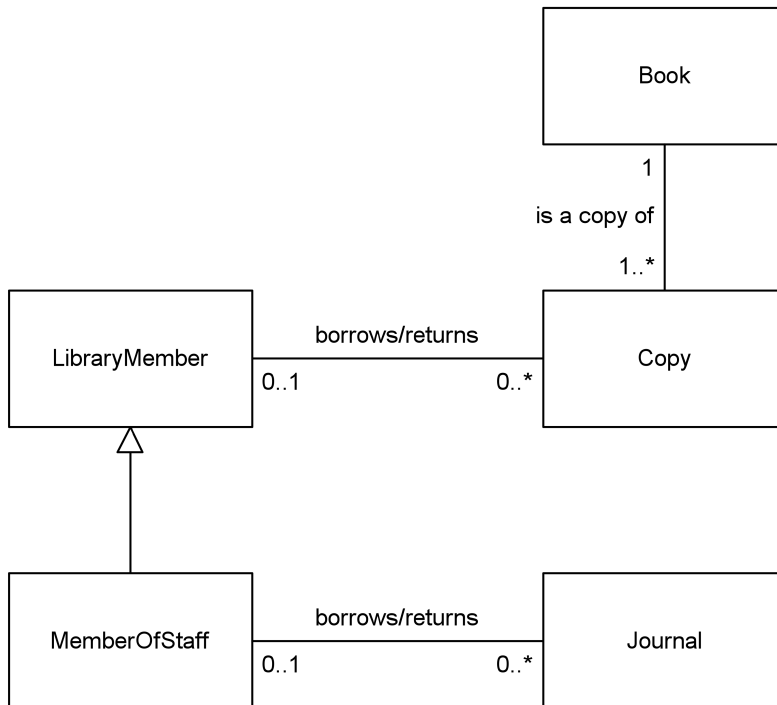 Book
1
is a copy of
1..*
LibraryMember
borrows/returns
0..1
0..*
Copy
MemberOfStaff
borrows/returns
0..1
0..*
Journal